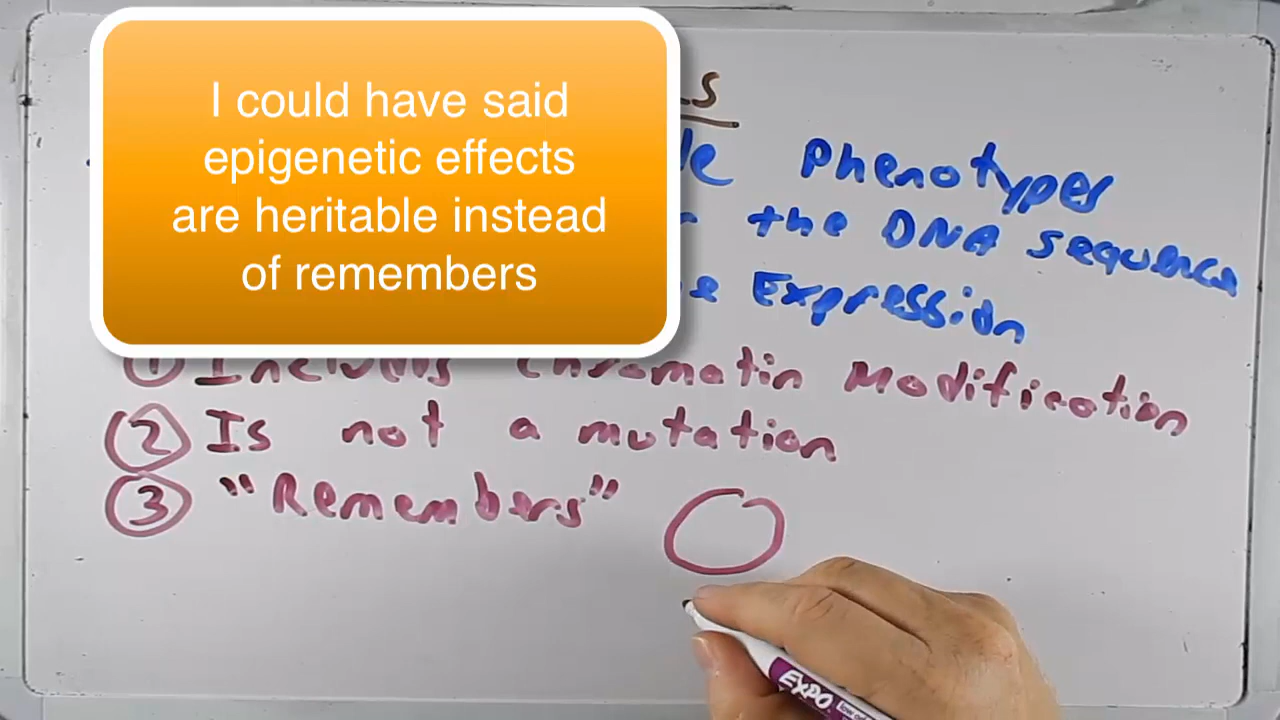 I could have said
epigenetic effects
are heritable instead
of remembers
Phenotypes
the DNA sequence
Expression
① Includes Chromatin Modification
② Is not a mutation
③ "Remembers"
EXPO